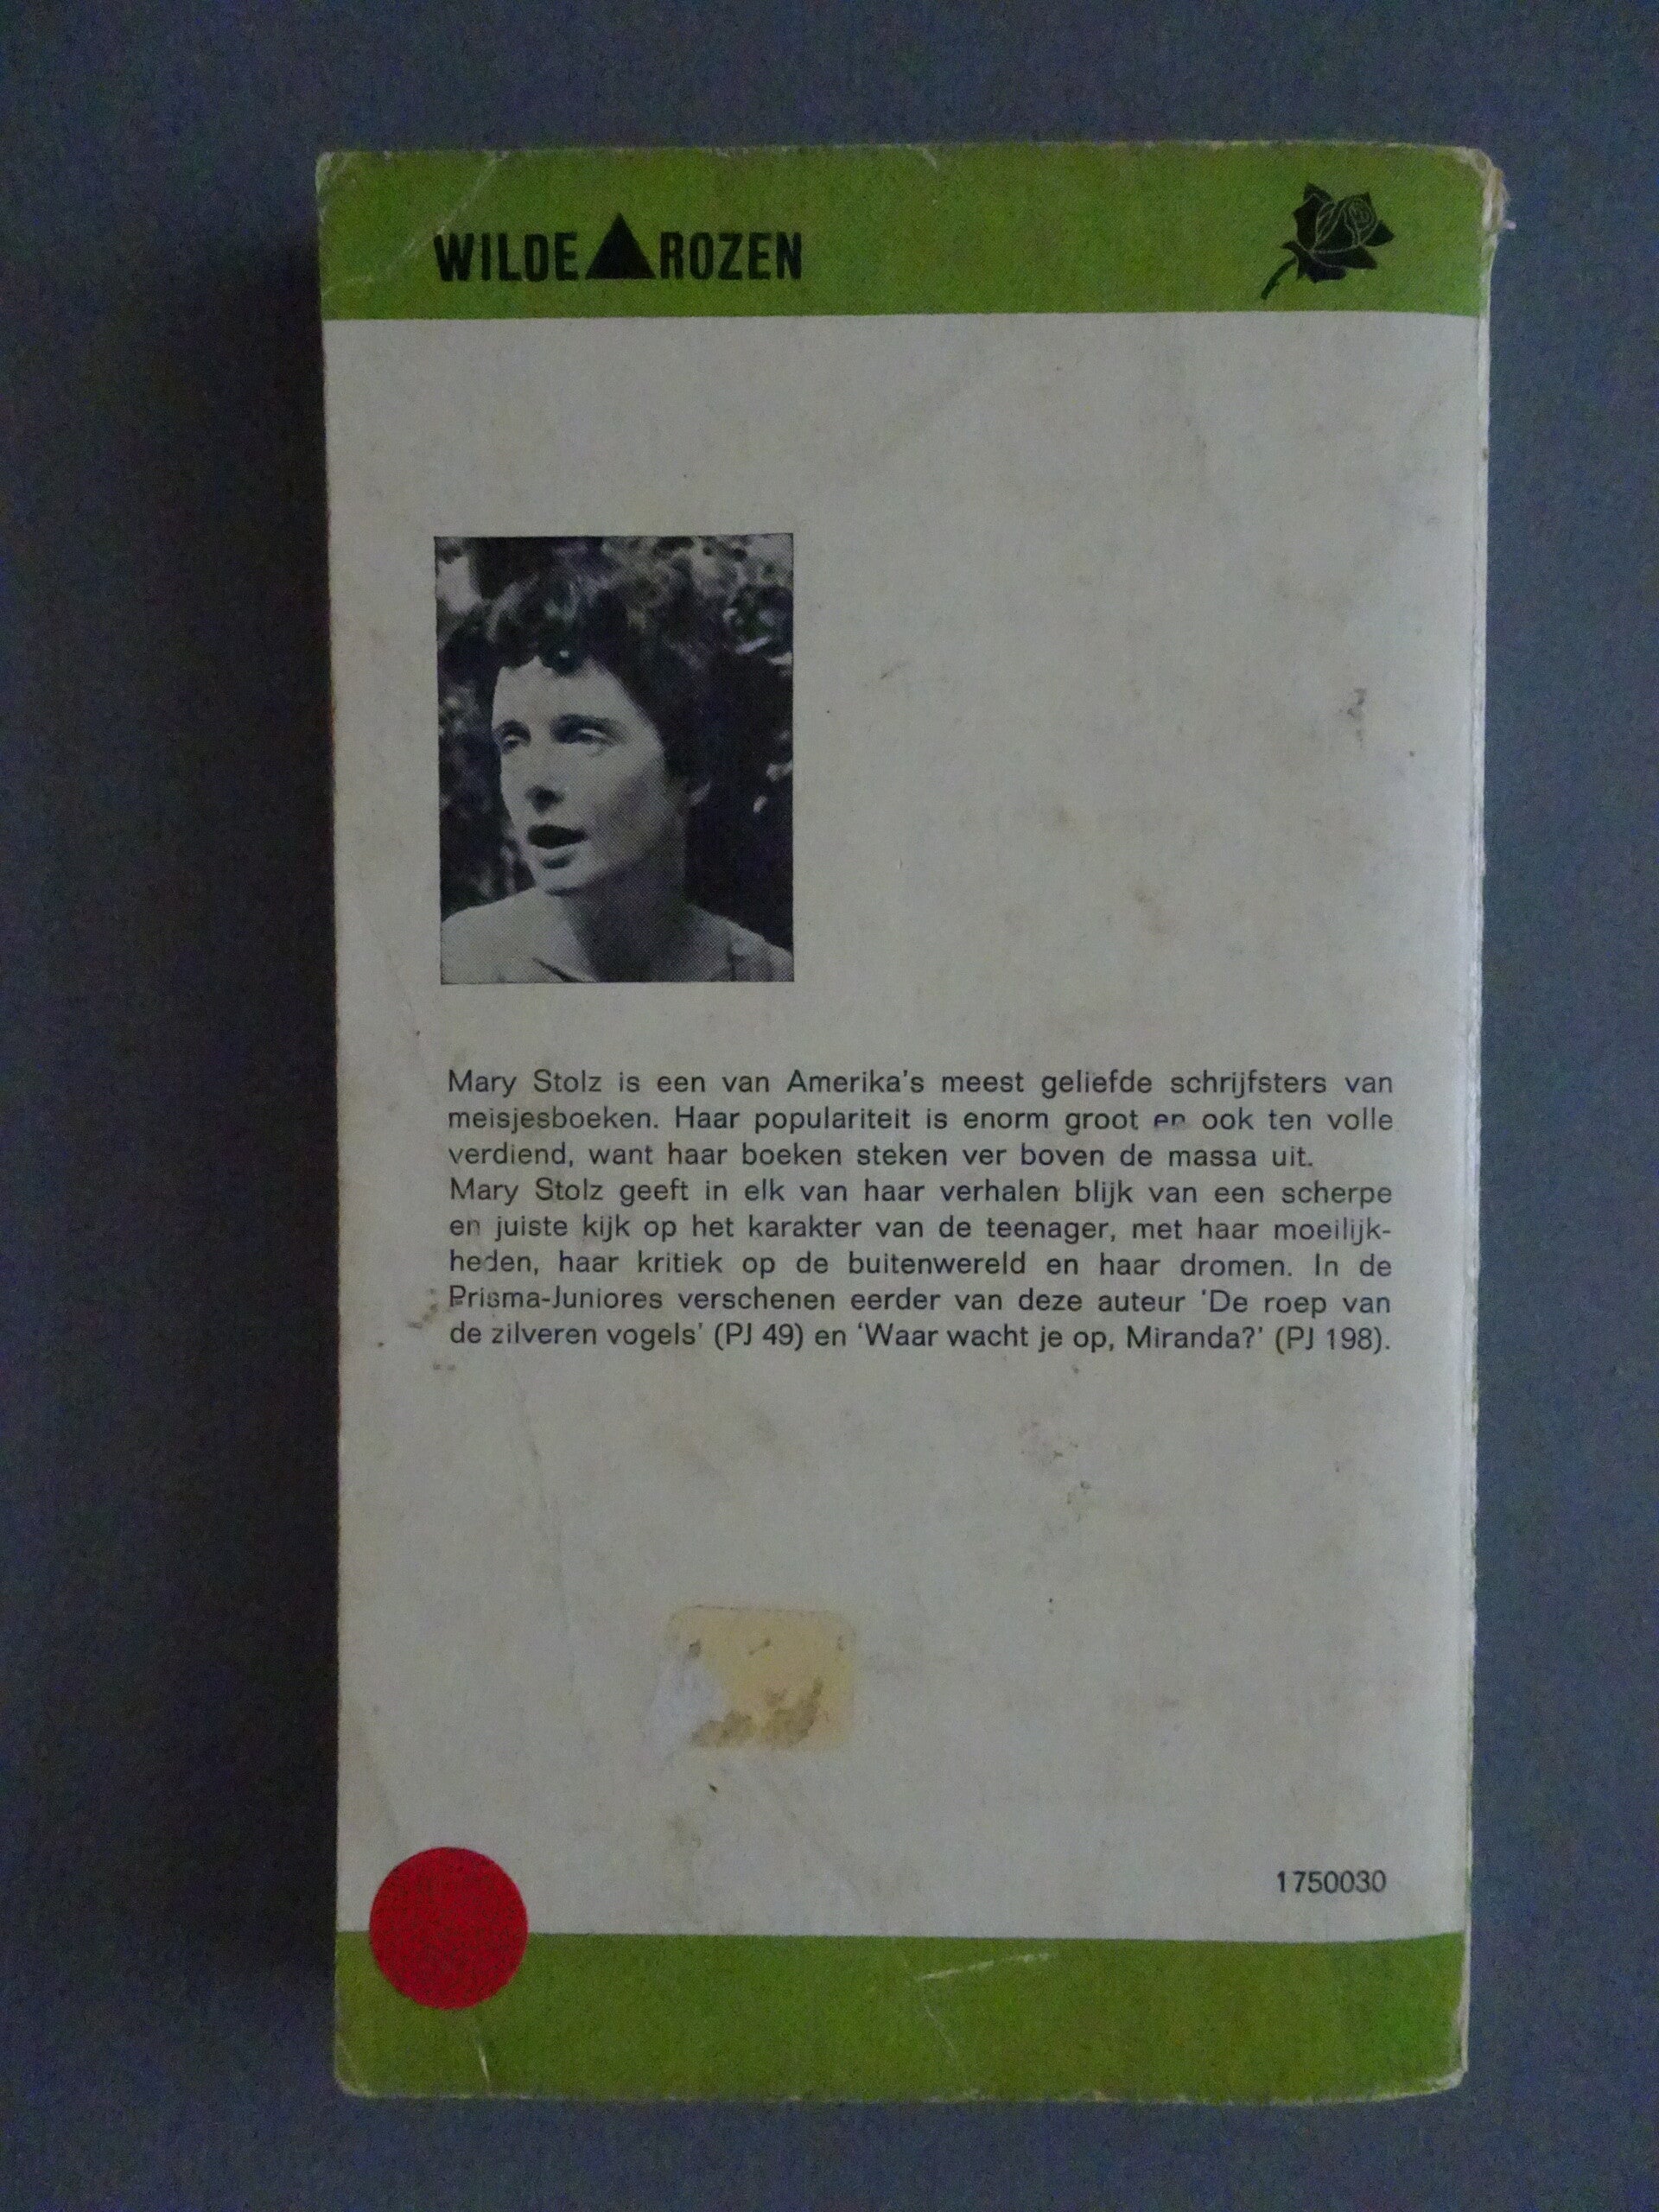 WILDE ROZEN
Mary Stolz is een van Amerika's meest geliefde schrijfsters van
meisjesboeken. Haar populariteit is enorm groot en ook ten volle
verdiend, want haar boeken steken ver boven de massa uit.
Mary Stolz geeft in elk van haar verhalen blijk van een scherpe
en juiste kijk op het karakter van de teenager, met haar moeilijk-
heden, haar kritiek op de buitenwereld en haar dromen. In de
Prisma-Juniores verschenen eerder van deze auteur 'De roep van
de zilveren vogels' (PJ 49) en 'Waar wacht je op, Miranda?' (PJ 198).
1750030